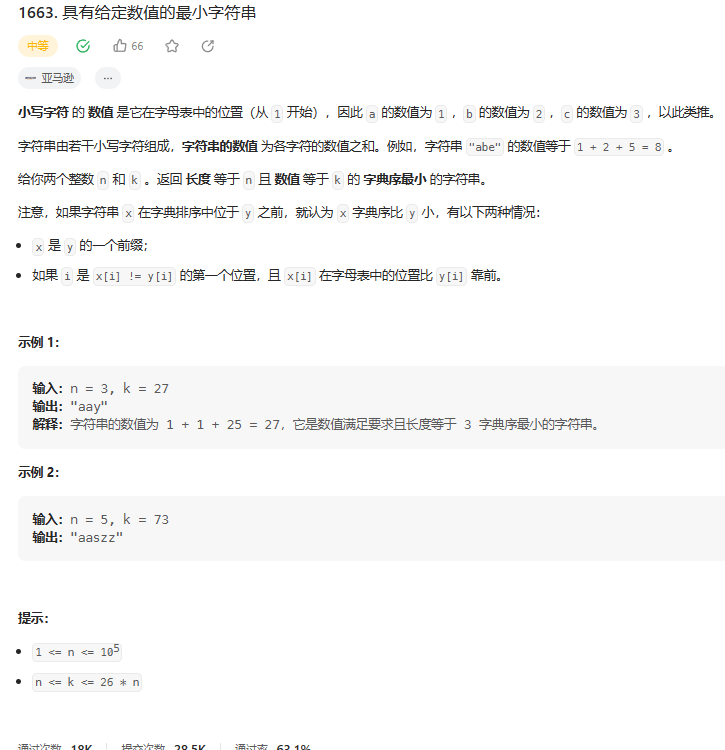 1663. 具有给定数值的最小字符串
中等 66
亚马逊 ...
小写字符 的 数值 是它在字母表中的位置（从 1 开始），因此 a 的数值为 1 ，b 的数值为 2 ，c 的数值为 3 ，以此类推。
字符串由若干小写字符组成，字符串的数值 为各字符的数值之和。例如，字符串 "abe" 的数值等于 1 + 2 + 5 = 8 。
给你两个整数 n 和 k 。返回 长度 等于 n 且 数值 等于 k 的 字典序最小 的字符串。
注意，如果字符串 x 在字典排序中位于 y 之前，就认为 x 字典序比 y 小，有以下两种情况：
• x 是 y 的一个前缀；
• 如果 i 是 x[i] != y[i] 的第一个位置，且 x[i] 在字母表中的位置比 y[i] 靠前。
示例 1：
输入：n = 3, k = 27
输出："aay"
解释：字符串的数值为 1 + 1 + 25 = 27，它是数值满足要求且长度等于 3 字典序最小的字符串。
示例 2：
输入：n = 5, k = 73
输出："aaszz"
提示：
• 1 <= n <= 10⁵
• n <= k <= 26 * n
通过次数 18K 提交次数 28.5K 通过率 63.1%